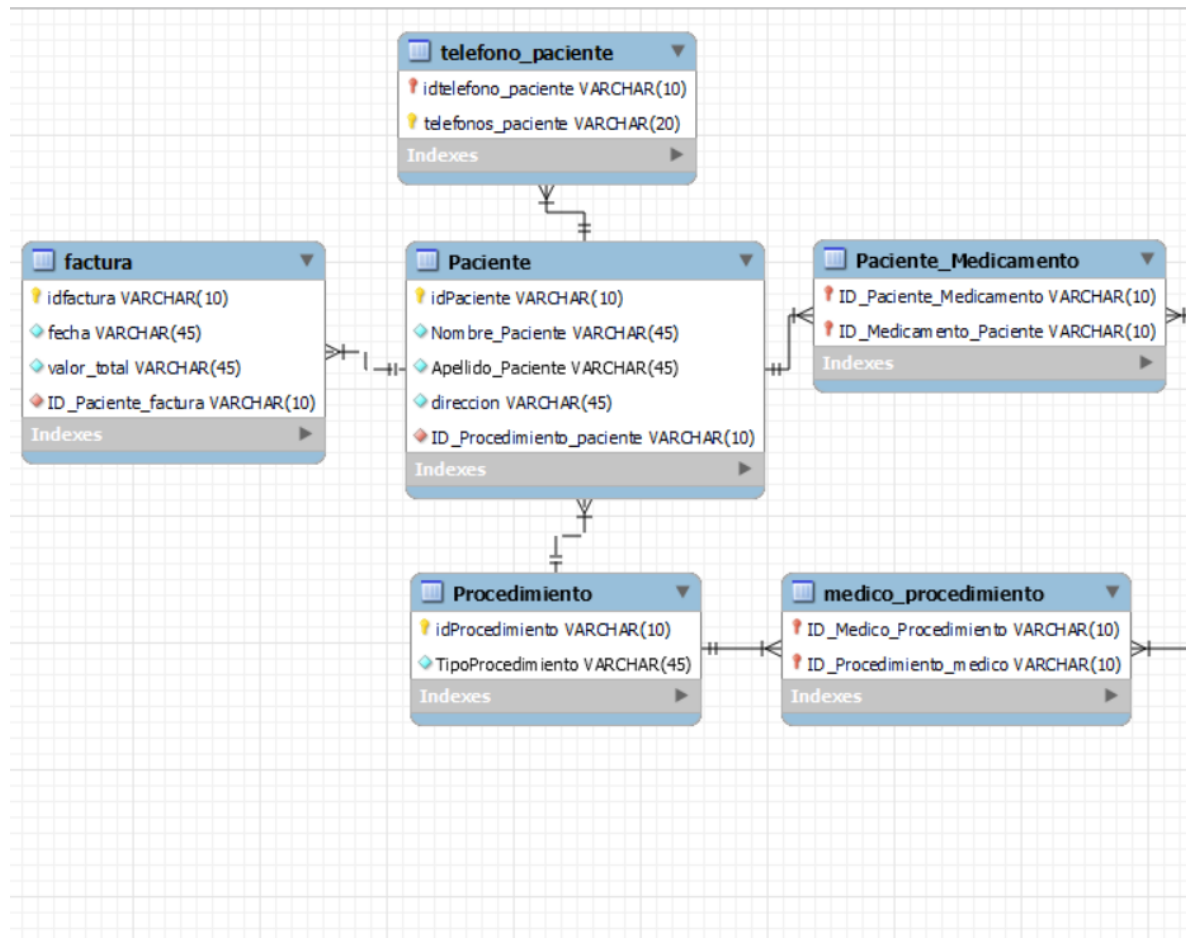 telefono_paciente
idtelefono_paciente VARCHAR(10)
telefonos_paciente VARCHAR(20)
Indexes
factura
idfactura VARCHAR(10)
fecha VARCHAR(45)
valor_total VARCHAR(45)
ID_Paciente_factura VARCHAR(10)
Indexes
Paciente
idPaciente VARCHAR(10)
Nombre_Paciente VARCHAR(45)
Apellido_Paciente VARCHAR(45)
direccion VARCHAR(45)
ID_Procedimiento_paciente VARCHAR(10)
Indexes
Paciente_Medicamento
ID_Paciente_Medicamento VARCHAR(10)
ID_Medicamento_Paciente VARCHAR(10)
Indexes
Procedimiento
idProcedimiento VARCHAR(10)
TipoProcedimiento VARCHAR(45)
Indexes
medico_procedimiento
ID_Medico_Procedimiento VARCHAR(10)
ID_Procedimiento_medico VARCHAR(10)
Indexes